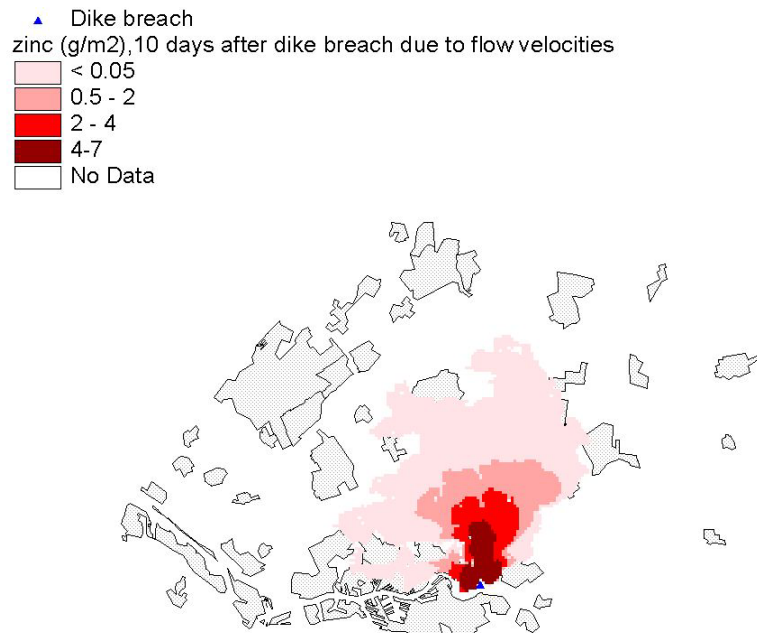 Dike breach
zinc (g/m2),10 days after dike breach due to flow velocities
< 0.05
0.5 - 2
2 - 4
4-7
No Data